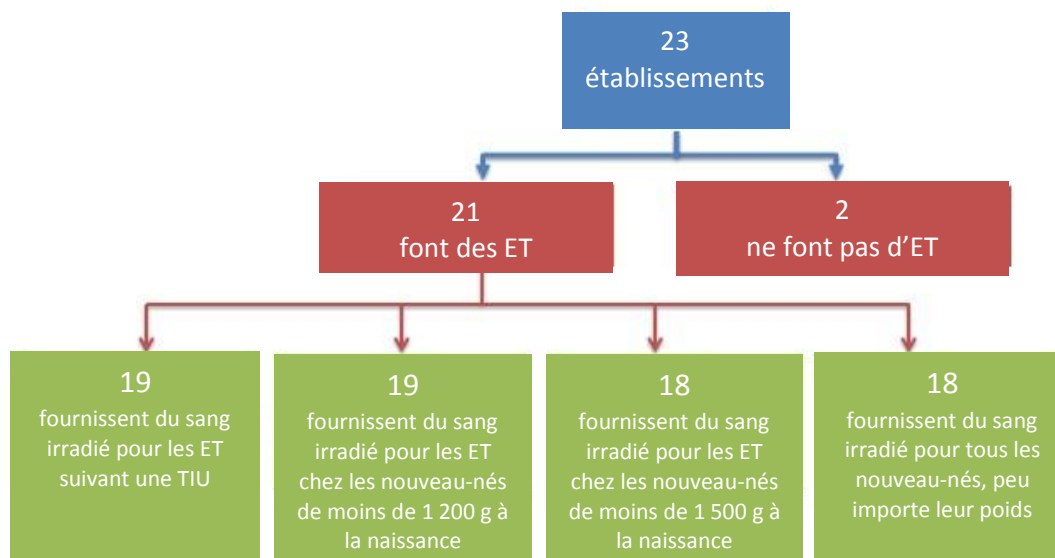 23
établissements
21
font des ET
2
ne font pas d’ET
19
fournissent du sang
irradié pour les ET
suivant une TIU
19
fournissent du sang
irradié pour les ET
chez les nouveau-nés
de moins de 1 200 g à
la naissance
18
fournissent du sang
irradié pour les ET
chez les nouveau-nés
de moins de 1 500 g à
la naissance
18
fournissent du sang
irradié pour tous les
nouveau-nés, peu
importe leur poids